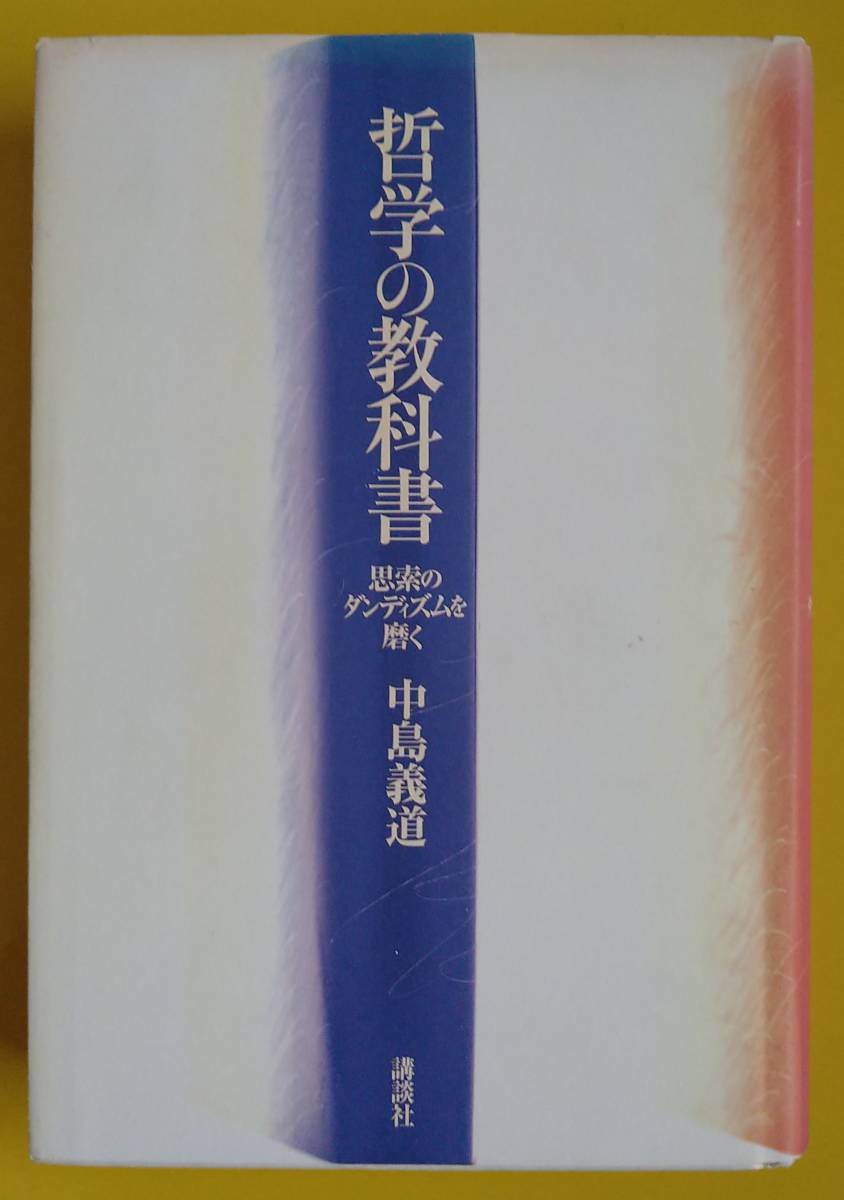 哲学の教科書
思索の
ダンディズムを
磨く
中島義道
講談社